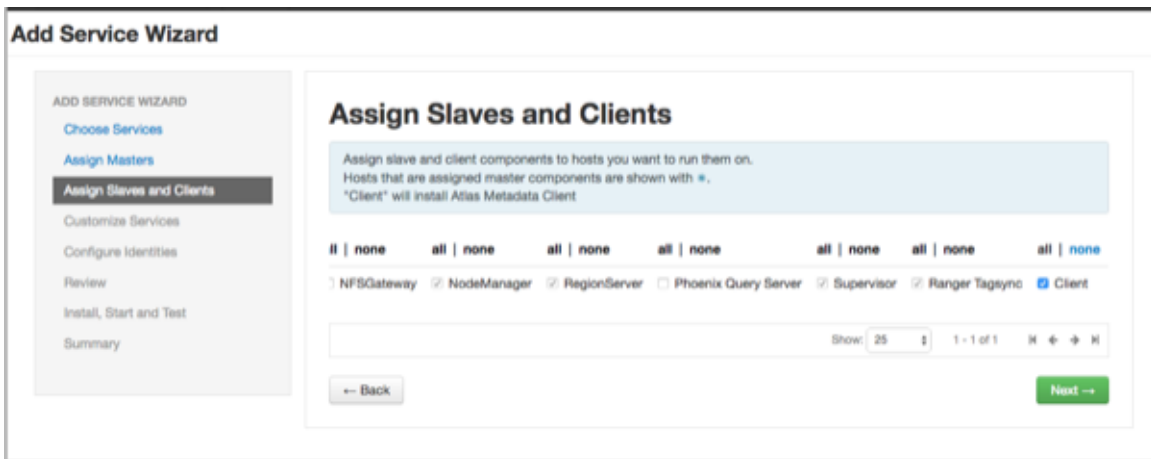 Add Service Wizard
ADD SERVICE WIZARD
Choose Services
Assign Masters
Assign Slaves and Clients
Customize Services
Configure Identities
Review
Install, Start and Test
Summary
Assign Slaves and Clients
Assign slave and client components to hosts you want to run them on.
Hosts that are assigned master components are shown with *.
"Client" will install Atlas Metadata Client
ll | none all | none all | none all | none all | none all | none all | none
NFSGateway NodeManager RegionServer Phoenix Query Server Supervisor Ranger Tagsync Client
Show: 25 1 - 1 of 1
← Back
Next →